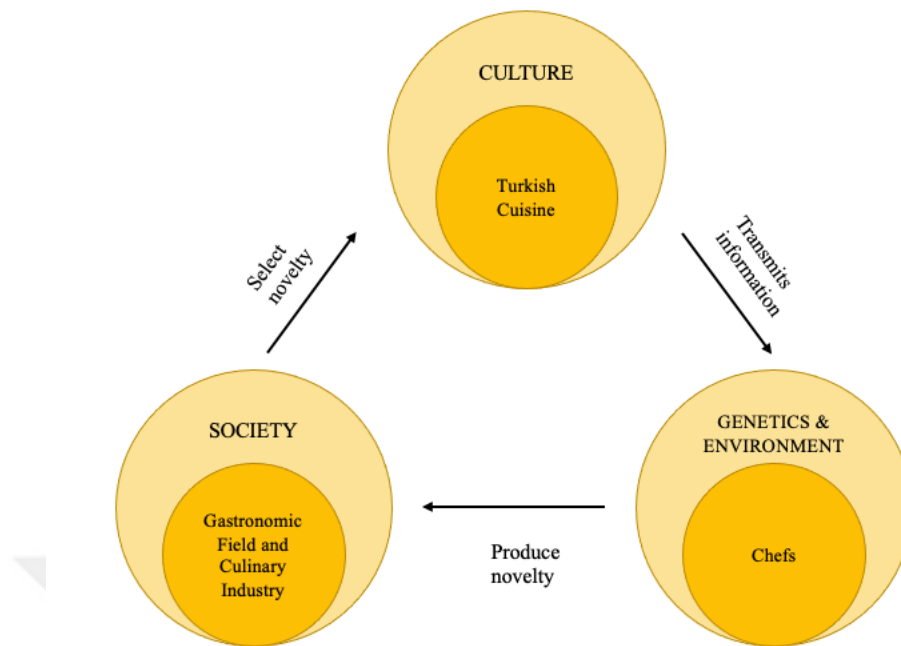 CULTURE
Turkish
Cuisine
Select
novelty
Transmits
information
SOCIETY
Gastronomic
Field and
Culinary
Industry
GENETICS &
ENVIRONMENT
Chefs
Produce
novelty